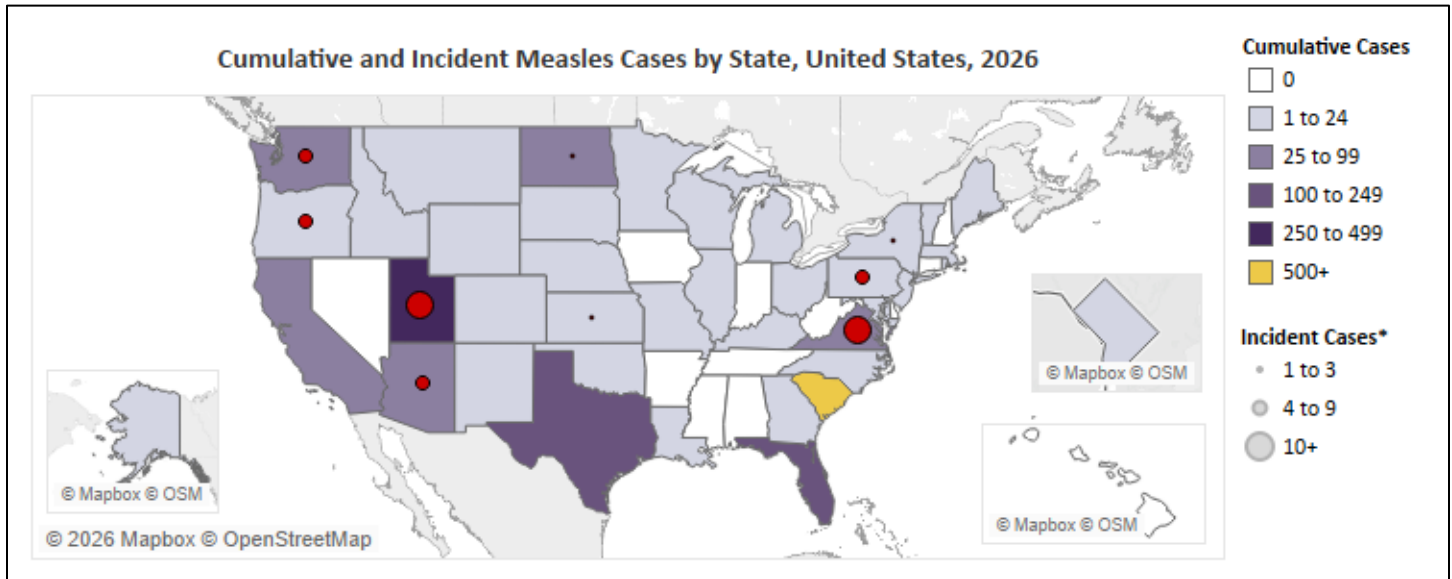 Cumulative and Incident Measles Cases by State, United States, 2026
Cumulative Cases
0
1 to 24
25 to 99
100 to 249
250 to 499
500+
Incident Cases*
1 to 3
4 to 9
10+
© Mapbox © OSM
© Mapbox © OSM
© Mapbox © OSM
© 2026 Mapbox © OpenStreetMap